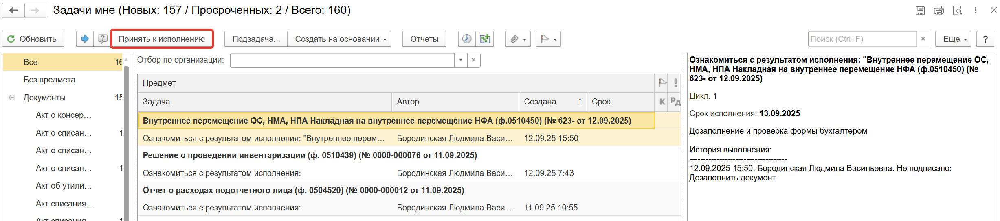 Задачи мне (Новых: 157 / Просроченных: 2 / Всего: 160)
Обновить
Принять к исполнению
Подзадача...
Создать на основании
Отчеты
Поиск (Ctrl+F)
×
Еще
?
Все 16
Без предмета
Документы 15
Акт о консер...
Акт о списан... 1
Акт о списан...
Акт о списан... 1
Акт об утили...
Акт списания...
Акт списания... 1
Отбор по организации:
×
Предмет
Задача Автор Создана ↑ Срок К Рд
Внутреннее перемещение ОС, НМА, НПА Накладная на внутреннее перемещение НФА (ф.0510450) (№ 623- от 12.09.2025)
Ознакомиться с результатом исполнения: "Внутреннее перем... Бородинская Людмила Васи... 12.09.25 15:50
Решение о проведении инвентаризации (ф. 0510439) (№ 0000-000076 от 11.09.2025)
Ознакомиться с результатом исполнения: Бородинская Людмила Васи... 12.09.25 7:43
Отчет о расходах подотчетного лица (ф. 0504520) (№ 0000-000012 от 11.09.2025)
Ознакомиться с результатом исполнения: Бородинская Людмила Васи... 11.09.25 10:55
Ознакомиться с результатом исполнения: "Внутреннее перемещение ОС,
НМА, НПА Накладная на внутреннее перемещение НФА (ф.0510450) (№
623- от 12.09.2025)
Цикл: 1
Срок исполнения: 13.09.2025
Дозаполнение и проверка формы бухгалтером
История выполнения:
------------------------------------
12.09.2025 15:50, Бородинская Людмила Васильевна. Не подписано:
Дозаполнить документ